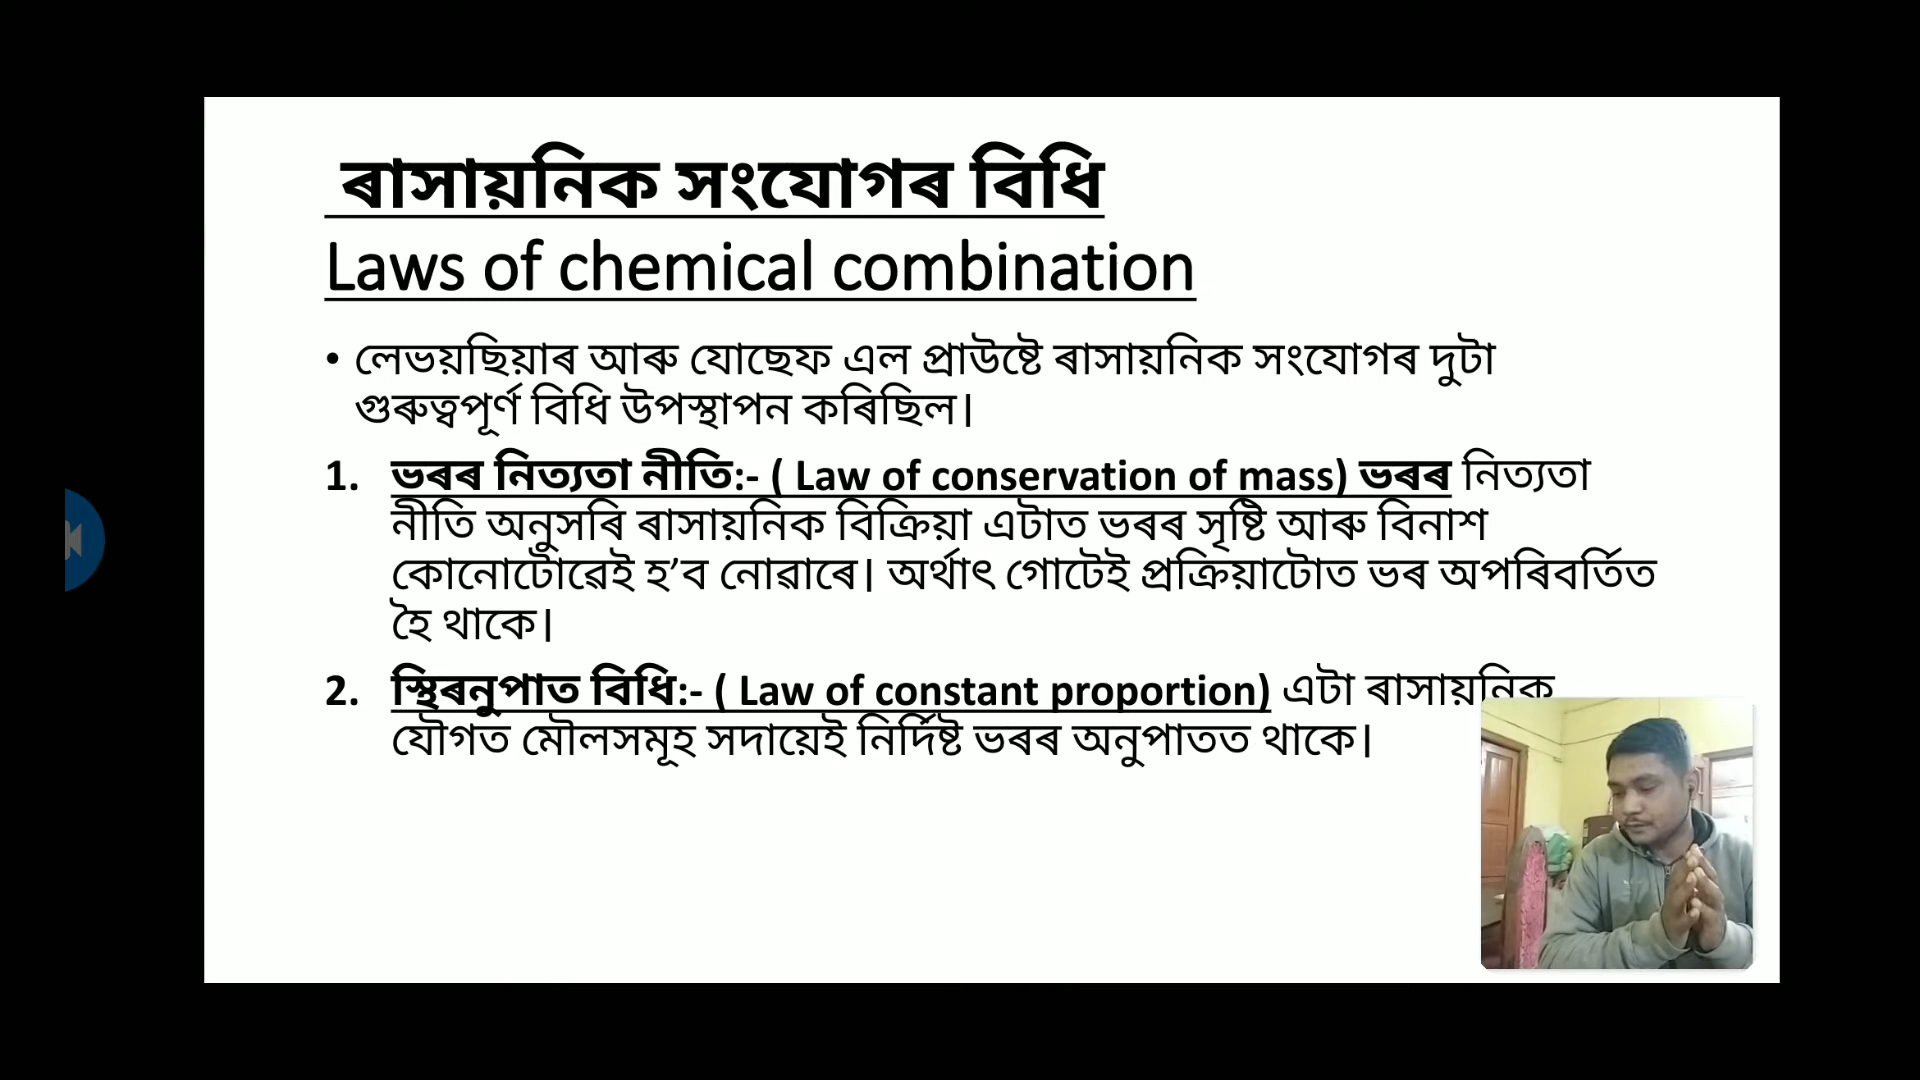 ৰাসায়নিক সংযোগৰ বিধি
Laws of chemical combination
• লেভয়ছিয়াৰ আৰু যোছেফ এল প্ৰাউষ্টে ৰাসায়নিক সংযোগৰ দুটা
গুৰুত্বপূৰ্ণ বিধি উপস্থাপন কৰিছিল।
1. ভৰৰ নিত্যতা নীতি:- ( Law of conservation of mass) ভৰৰ নিত্যতা
নীতি অনুসৰি ৰাসায়নিক বিক্ৰিয়া এটাত ভৰৰ সৃষ্টি আৰু বিনাশ
কোনোটোৱেই হ’ব নোৱাৰে। অৰ্থাৎ গোটেই প্ৰক্ৰিয়াটোত ভৰ অপৰিবৰ্তিত
হৈ থাকে।
2. স্থিৰনুপাত বিধি:- ( Law of constant proportion) এটা ৰাসায়নিক
যৌগত মৌলসমূহ সদায়েই নিৰ্দিষ্ট ভৰৰ অনুপাতত থাকে।